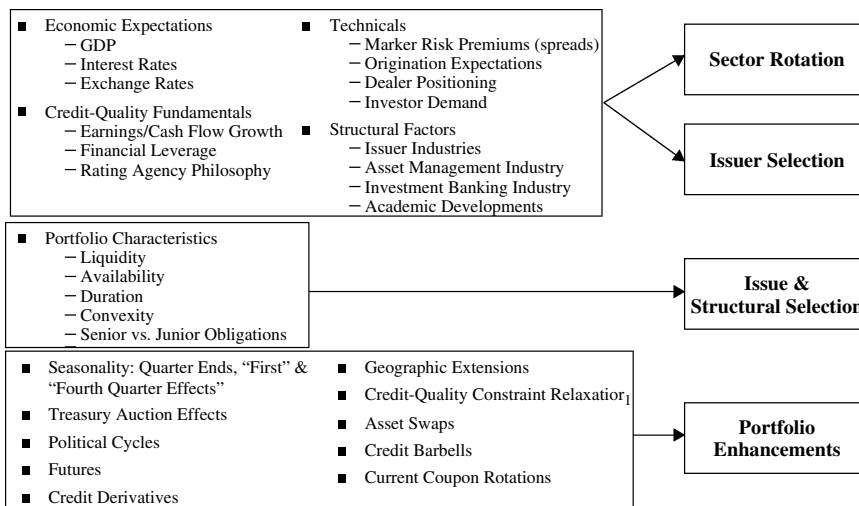 ■ Economic Expectations
– GDP
– Interest Rates
– Exchange Rates
■ Credit-Quality Fundamentals
– Earnings/Cash Flow Growth
– Financial Leverage
– Rating Agency Philosophy
■ Technicals
– Marker Risk Premiums (spreads)
– Origination Expectations
– Dealer Positioning
– Investor Demand
■ Structural Factors
– Issuer Industries
– Asset Management Industry
– Investment Banking Industry
– Academic Developments
Sector Rotation
Issuer Selection
■ Portfolio Characteristics
– Liquidity
– Availability
– Duration
– Convexity
– Senior vs. Junior Obligations
Issue &
Structural Selection
■ Seasonality: Quarter Ends, “First” &
“Fourth Quarter Effects”
■ Treasury Auction Effects
■ Political Cycles
■ Futures
■ Credit Derivatives
■ Geographic Extensions
■ Credit-Quality Constraint Relaxation
■ Asset Swaps
■ Credit Barbells
■ Current Coupon Rotations
Portfolio
Enhancements